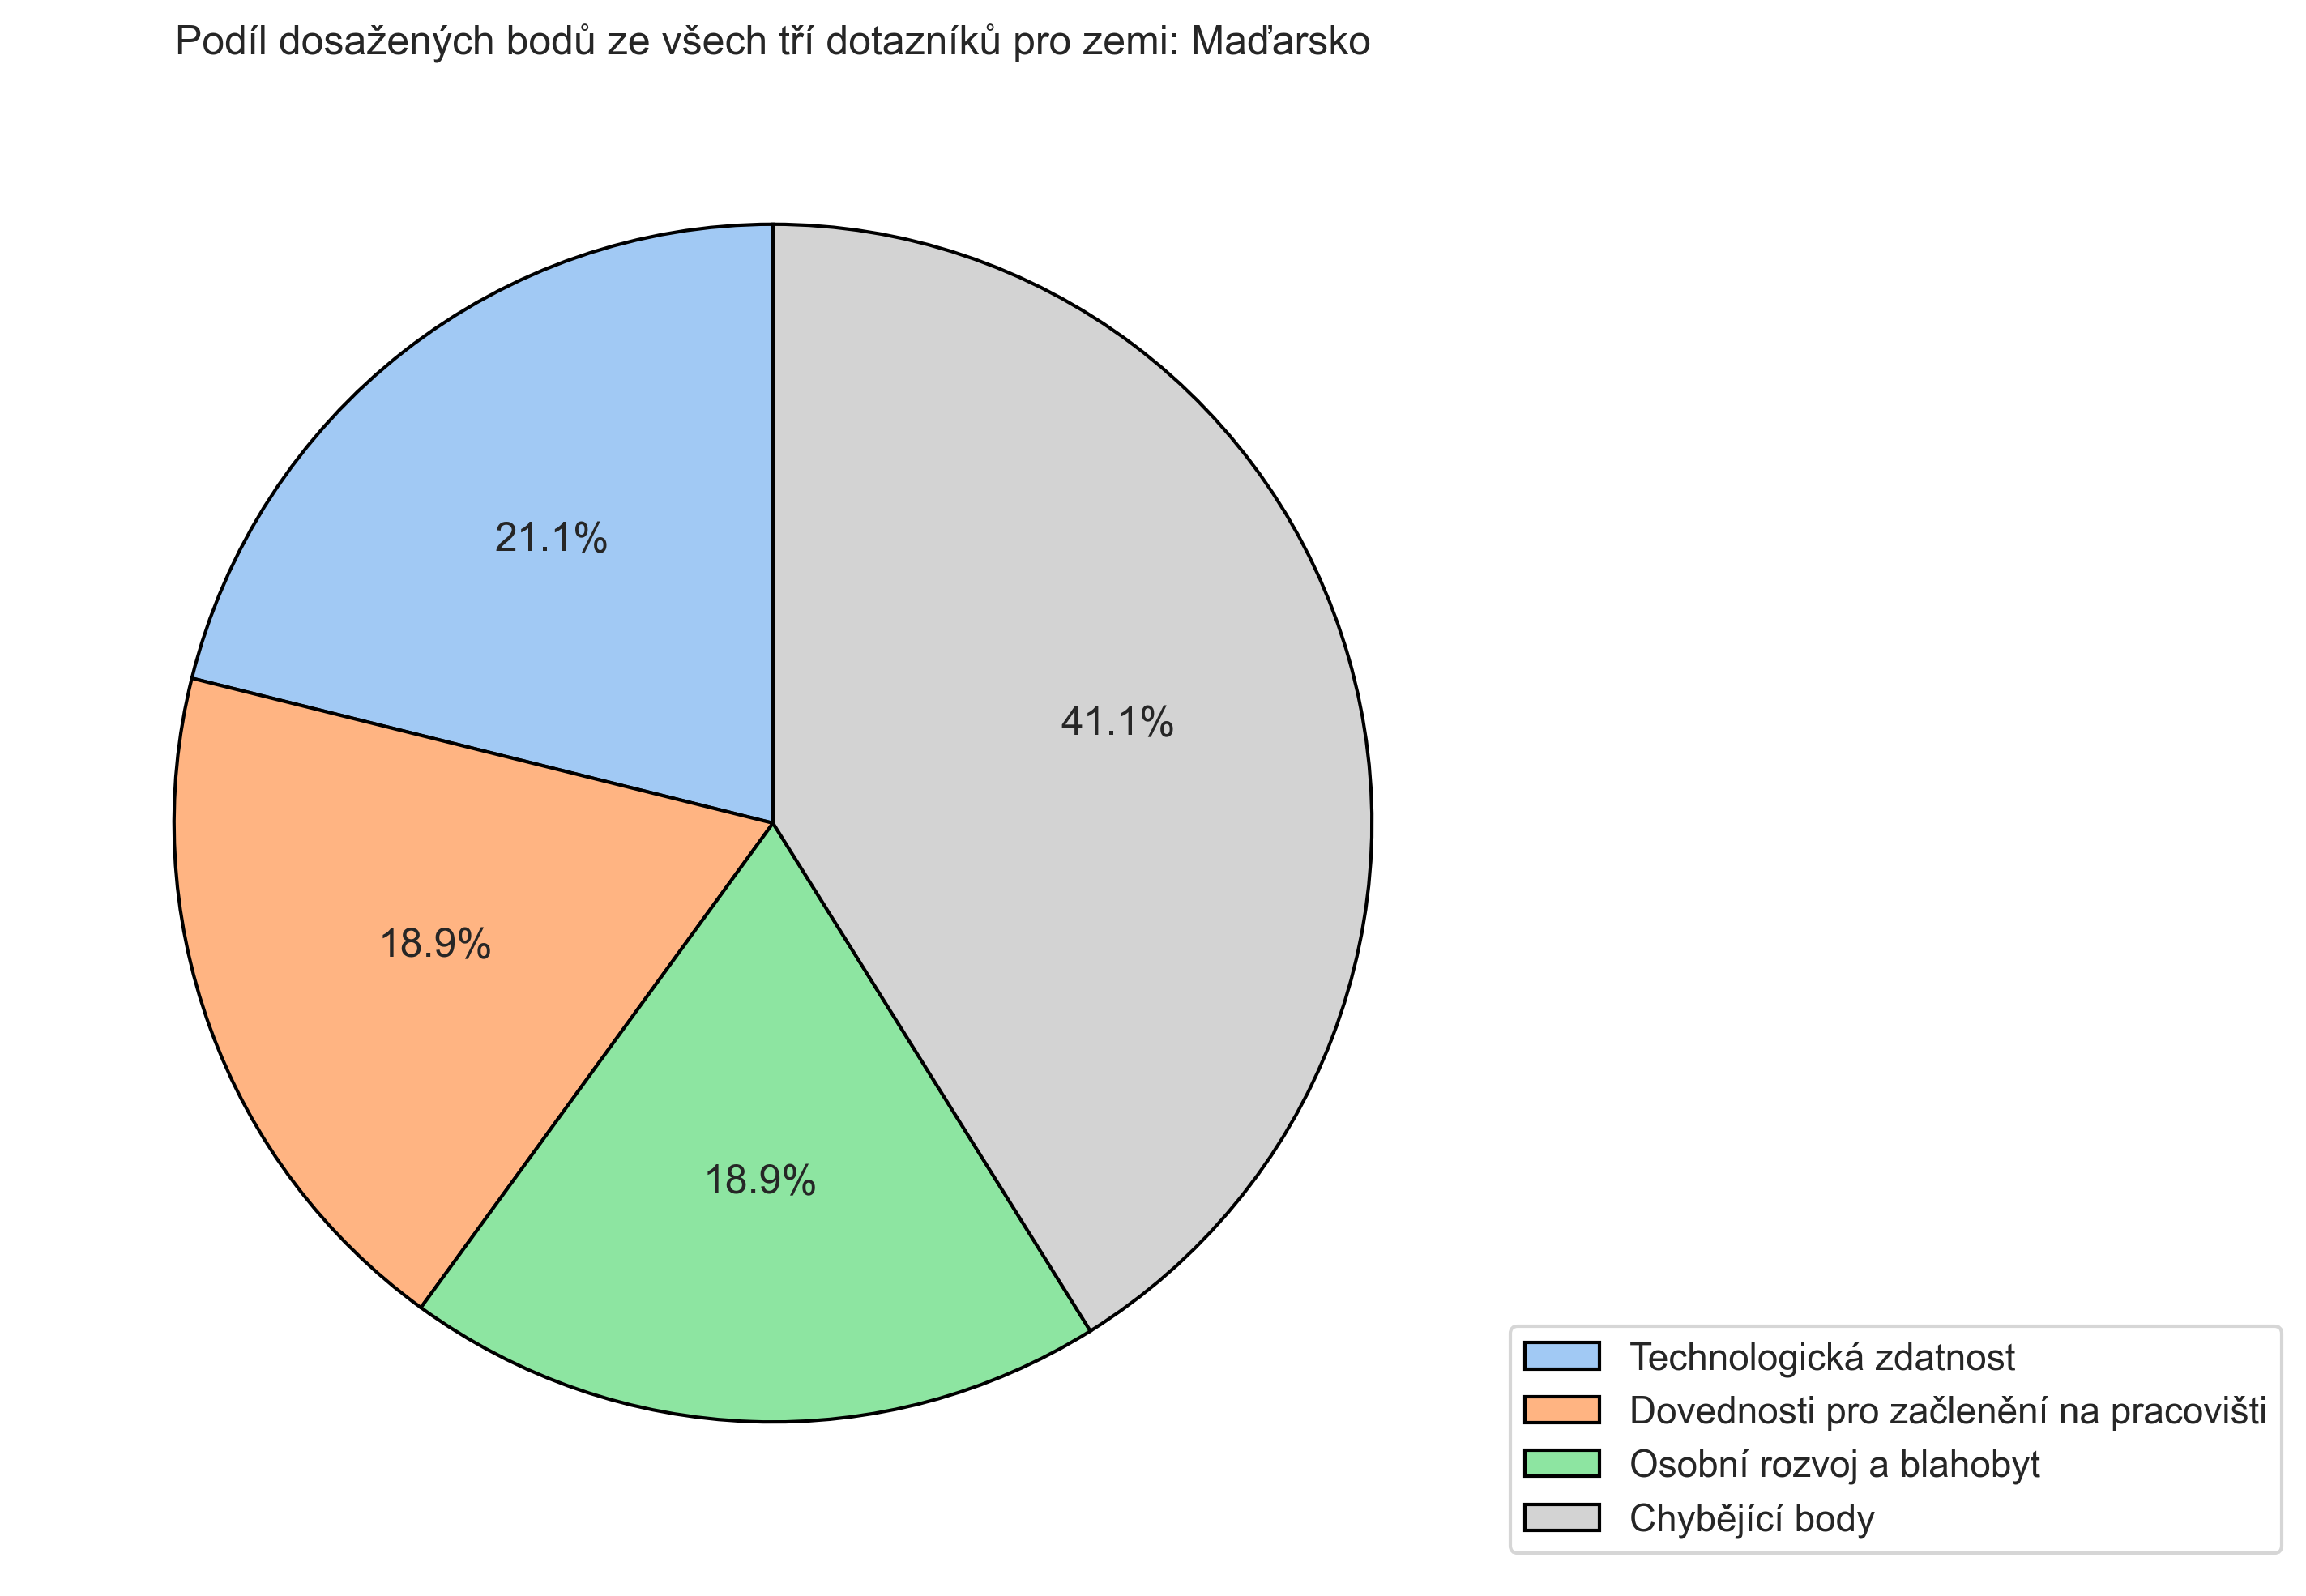 Podíl dosažených bodů ze všech tří dotazníků pro zemi: Maďarsko
21.1%
41.1%
18.9%
18.9%
Technologická zdatnost
Dovednosti pro začlenění na pracovišti
Osobní rozvoj a blahobyt
Chybějící body